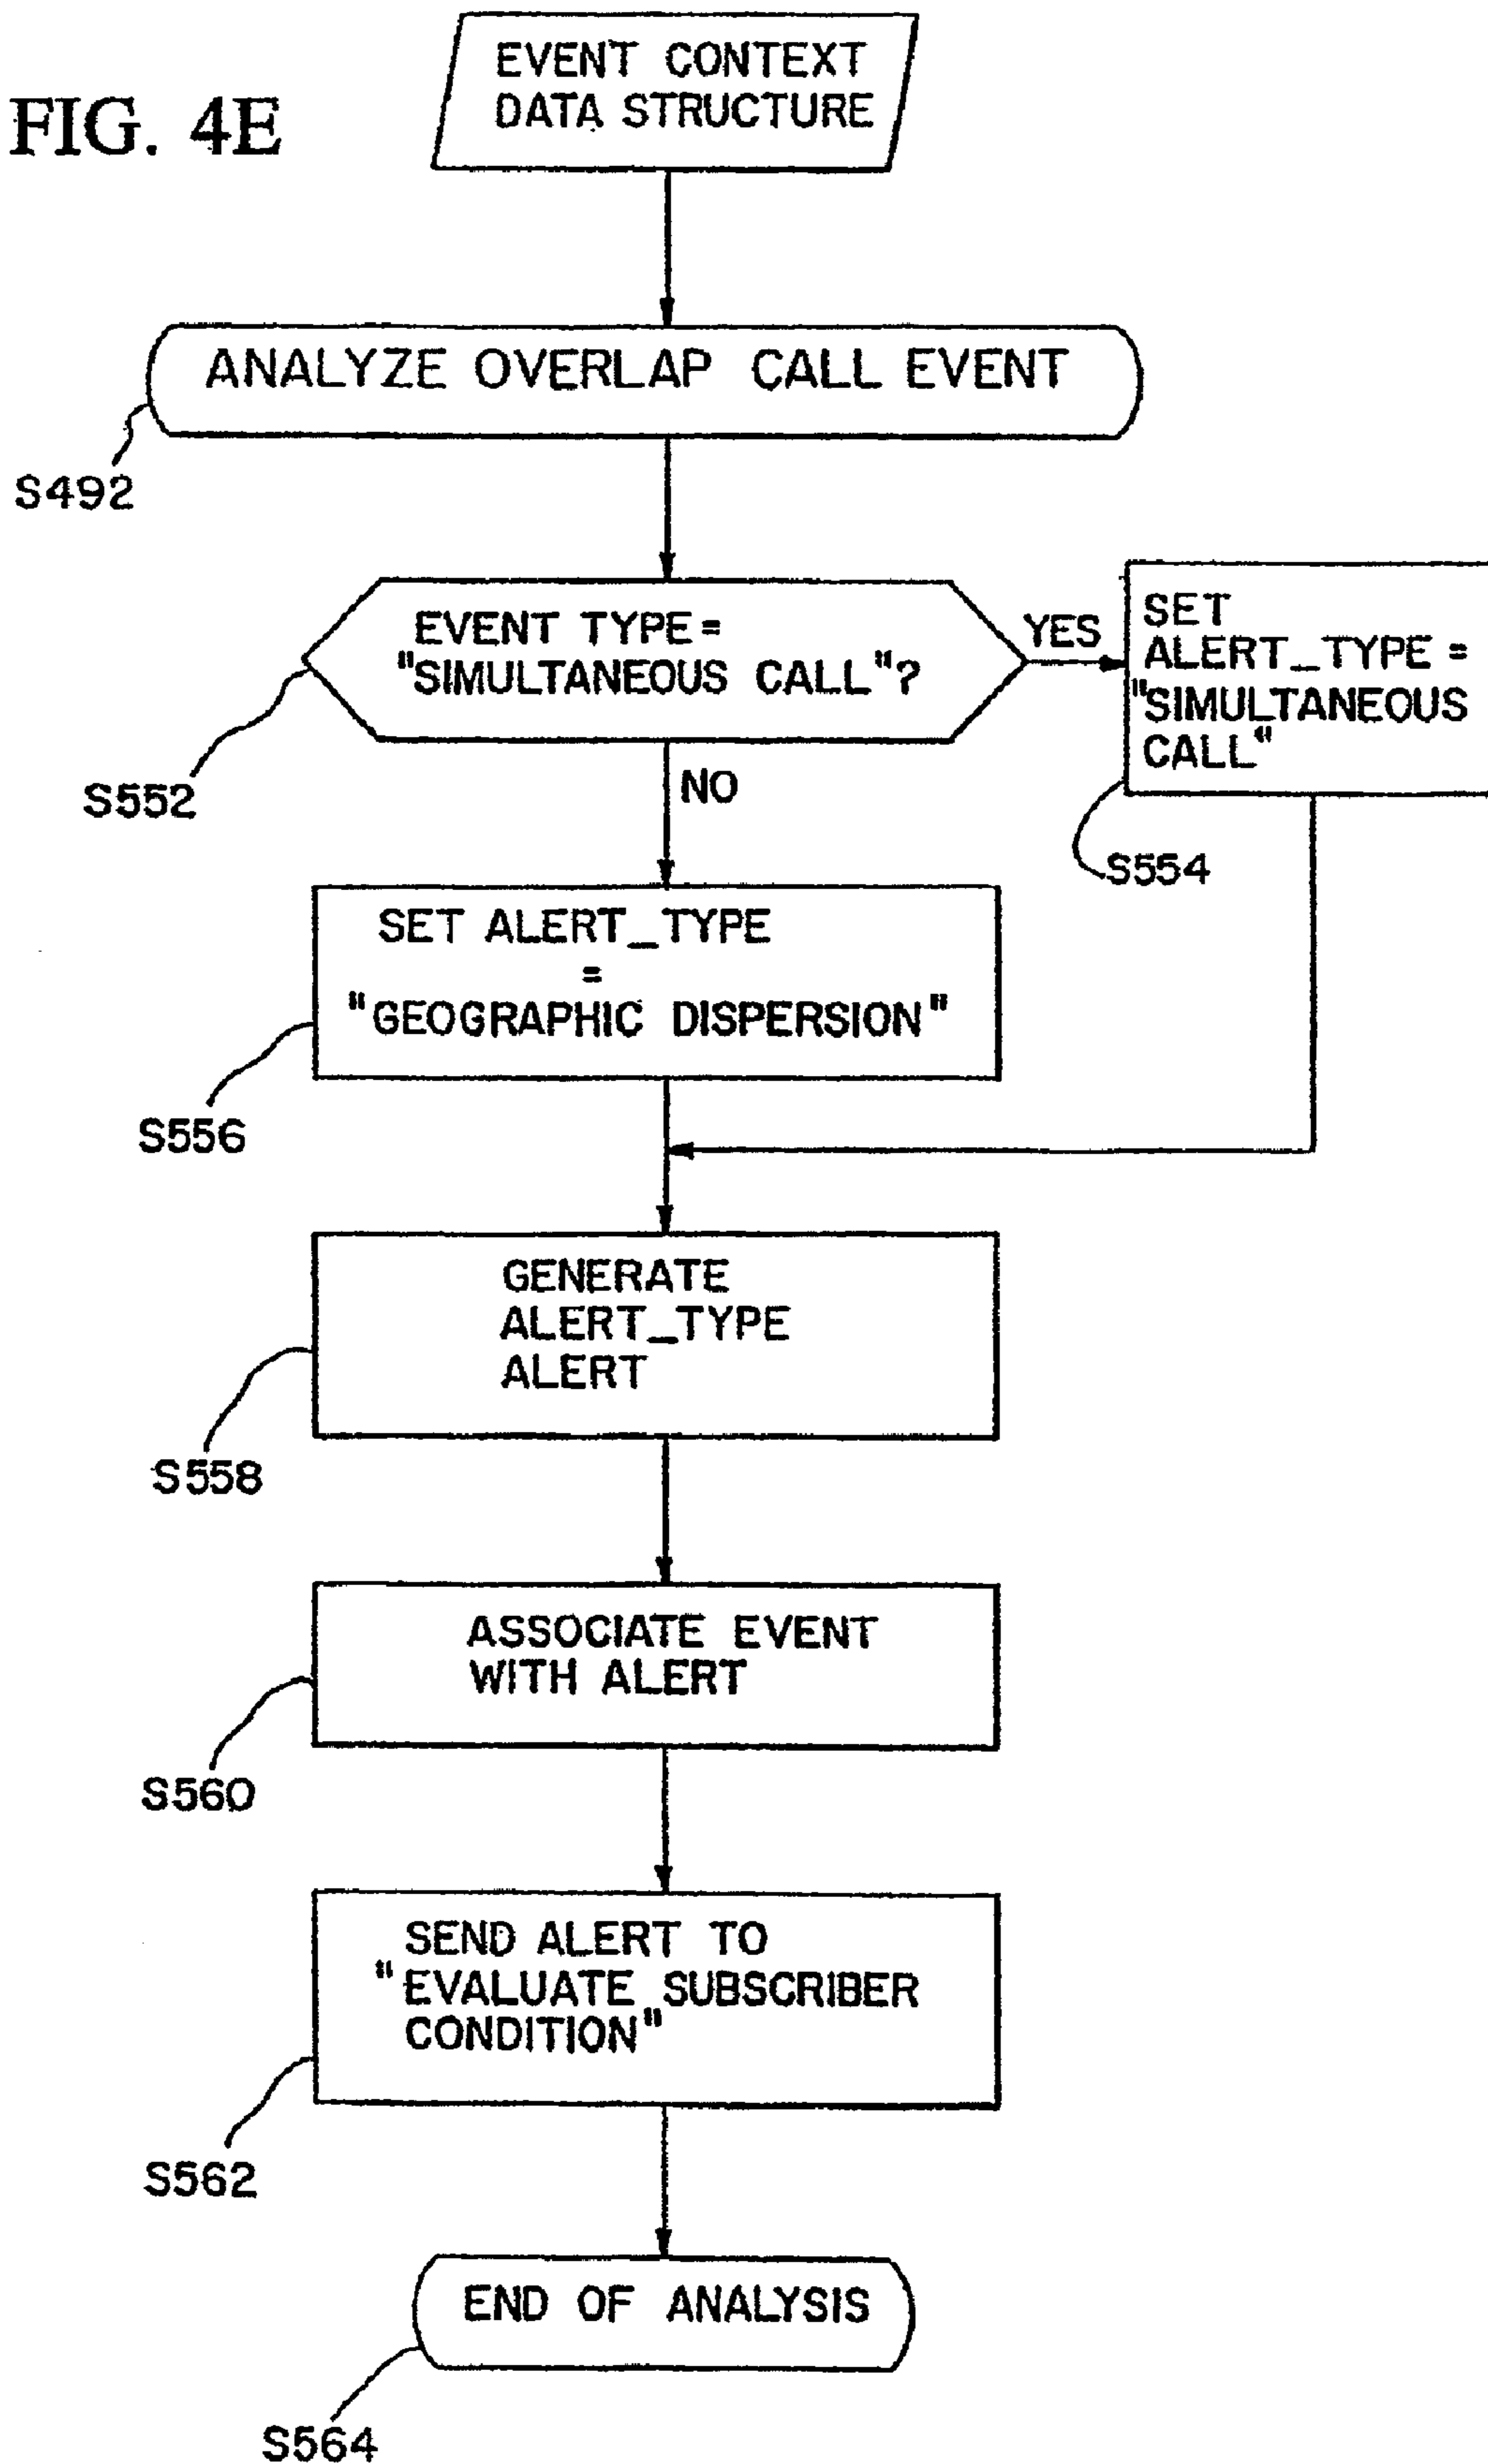 FIG. 4E
EVENT CONTEXT
DATA STRUCTURE
ANALYZE OVERLAP CALL EVENT
S492
EVENT TYPE =
"SIMULTANEOUS CALL"?
YES
SET
ALERT_TYPE =
"SIMULTANEOUS
CALL"
S552
NO
S554
SET ALERT_TYPE
=
"GEOGRAPHIC DISPERSION"
S556
GENERATE
ALERT_TYPE
ALERT
S558
ASSOCIATE EVENT
WITH ALERT
S560
SEND ALERT TO
"EVALUATE SUBSCRIBER
CONDITION"
S562
END OF ANALYSIS
S564